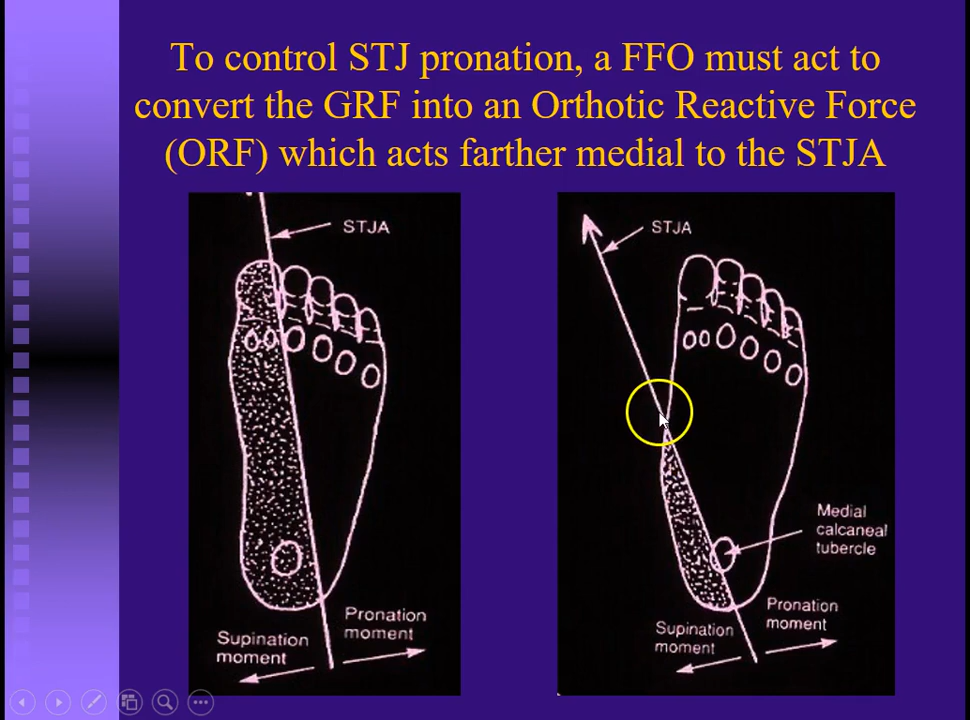 To control STJ pronation, a FFO must act to
convert the GRF into an Orthotic Reactive Force
(ORF) which acts farther medial to the STJA
STJA
Supination
moment
Pronation
moment
STJA
Medial
calcaneal
tubercle
Supination
moment
Pronation
moment